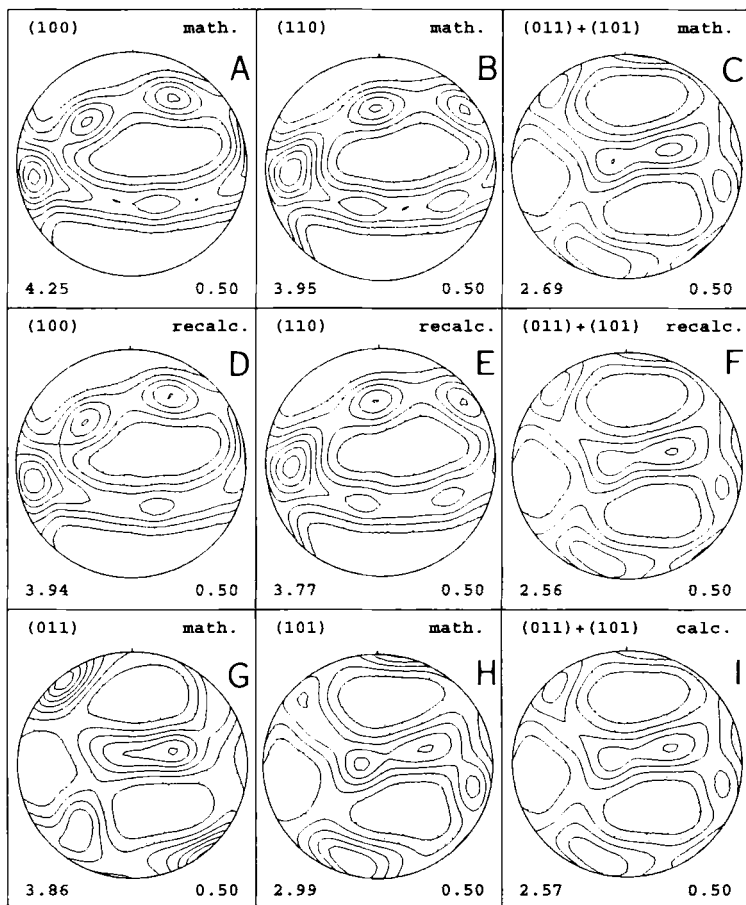 (100) math.
A
4.25 0.50
(110) math.
B
3.95 0.50
(011)+(101) math.
C
2.69 0.50
(100) recalc.
D
3.94 0.50
(110) recalc.
E
3.77 0.50
(011)+(101) recalc.
F
2.56 0.50
(011) math.
G
3.86 0.50
(101) math.
H
2.99 0.50
(011)+(101) calc.
I
2.57 0.50